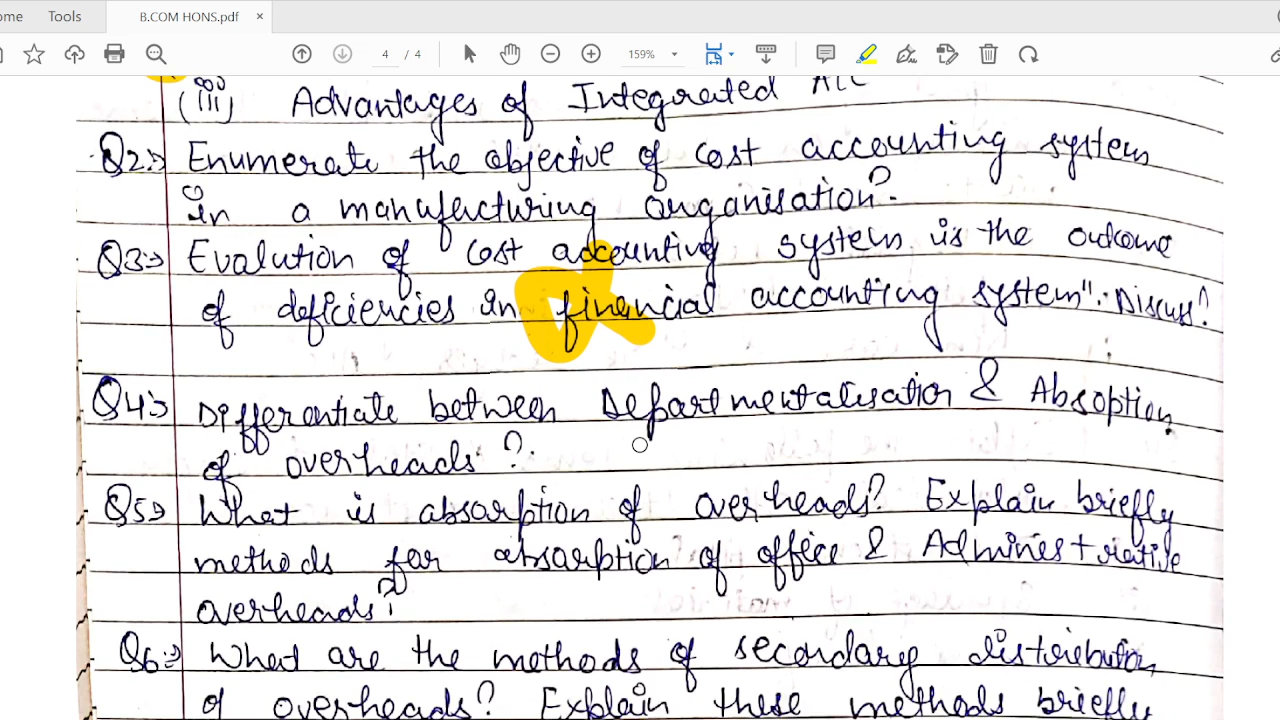 ome Tools B.COM HONS.pdf ×
4 / 4 159%
(iii) Advantages of Integrated A/c
Q2:> Enumerate the objective of cost accounting system
in a manufacturing organisation?
Q3:> Evalution of cost accounting system is the outcome
of deficiencies in financial accounting system". Discuss?
Q4:> Differentiate between Departmentalisation & Absoption
of overheads?
Q5:> What is absorption of overheads? Explain briefly
methods for absorption of office & Adminestrative
overheads?
Q6:> What are the methods of secondary distribution
of overheads? Explain these methods briefly